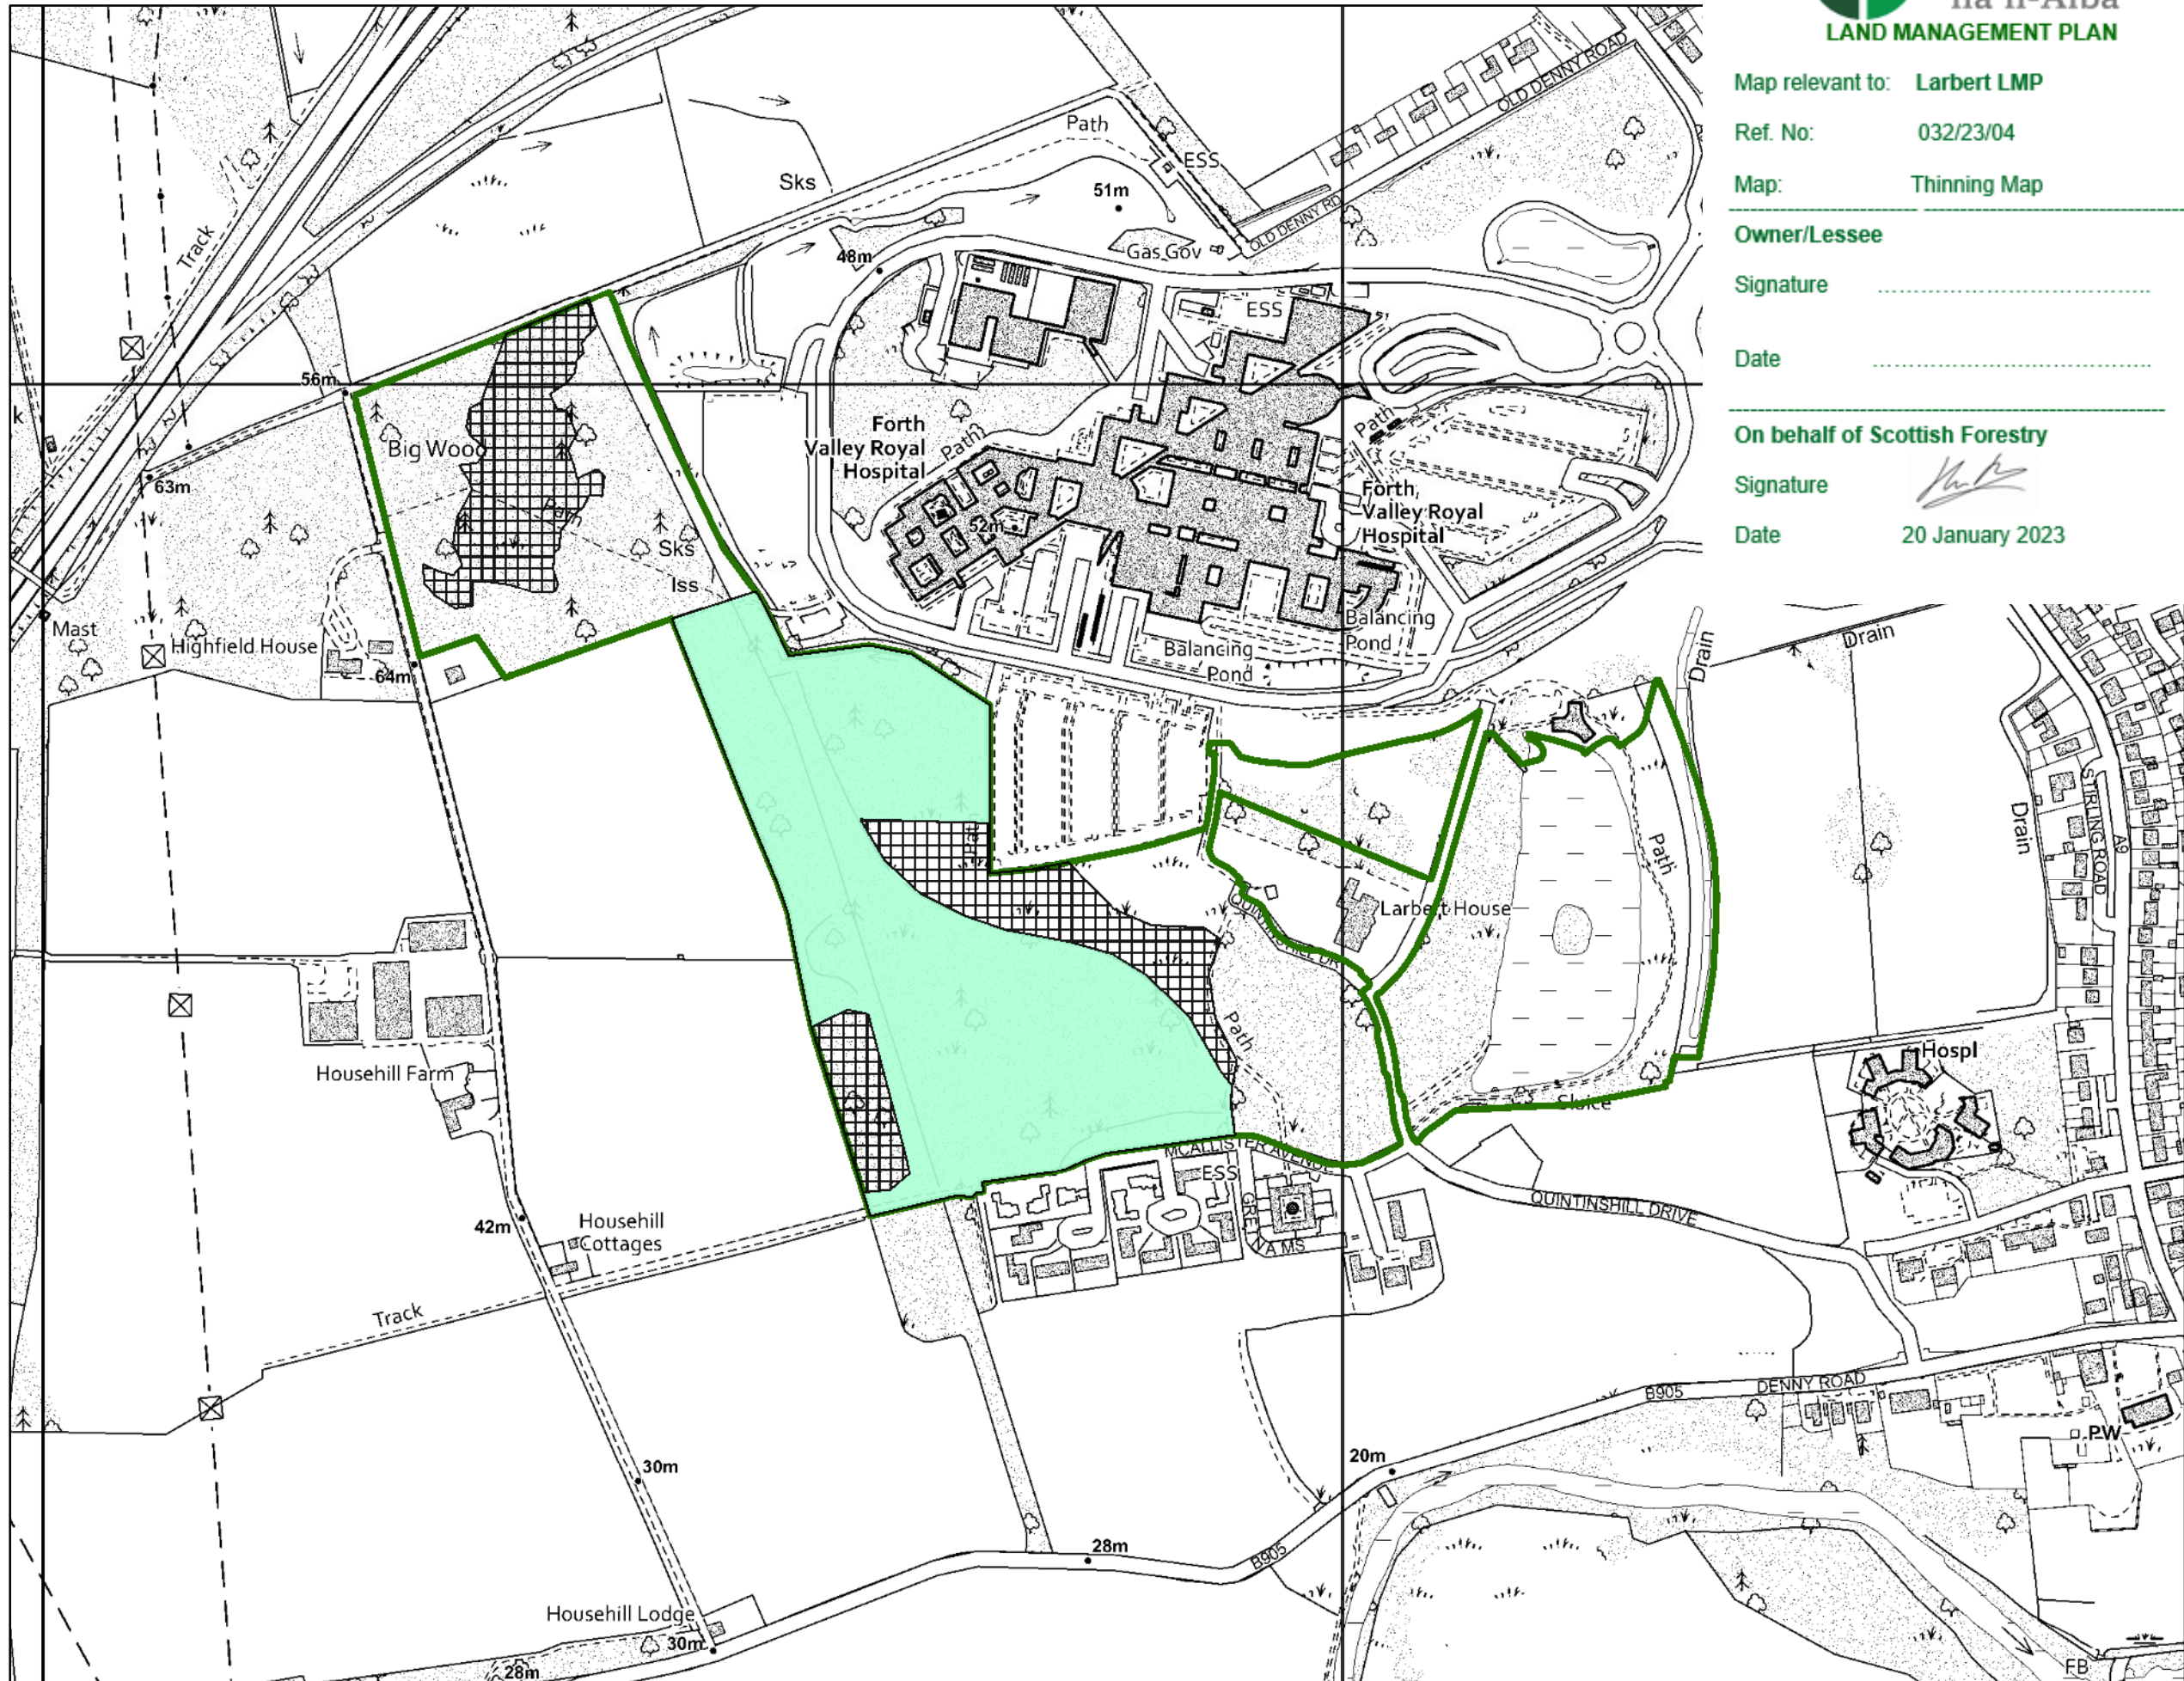 na h-Alba
LAND MANAGEMENT PLAN
Map relevant to: Larbert LMP
Ref. No: 032/23/04
Map: Thinning Map
Owner/Lessee
Signature
Date
On behalf of Scottish Forestry
Signature
Date 20 January 2023
OLD DENNY ROAD
Path
ESS
Sks
51m
Track
OLD DENNY RD
Gas Gov
48m
ESS
56m
k
Forth
Valley Royal
Hospital
Path
Path
Big Wood
63m
Forth
Valley Royal
Hospital
52m
Path
Sks
Iss
Mast
Highfield House
64m
Balancing
Pond
Balancing
Pond
Drain
Drain
Path
STIRLING ROAD
A9
Drain
Path
Larbert House
QUINTINSHILL DR
Path
Hospl
Househill Farm
Sluice
MCALLISTER AVENUE
ESS
QUINTINSHILL DRIVE
42m
Househill
Cottages
Track
B905
DENNY ROAD
PW
30m
20m
28m
B905
Househill Lodge
30m
28m
FB